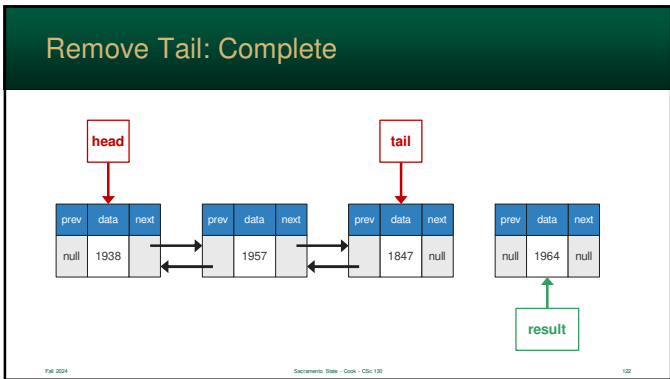 Remove Tail: Complete
head
tail
prev data next
prev data next
prev data next
prev data next
null 1938
1957
1847 null
null 1964 null
result
Fall 2024
Sacramento State - Cook - CSc 130
122